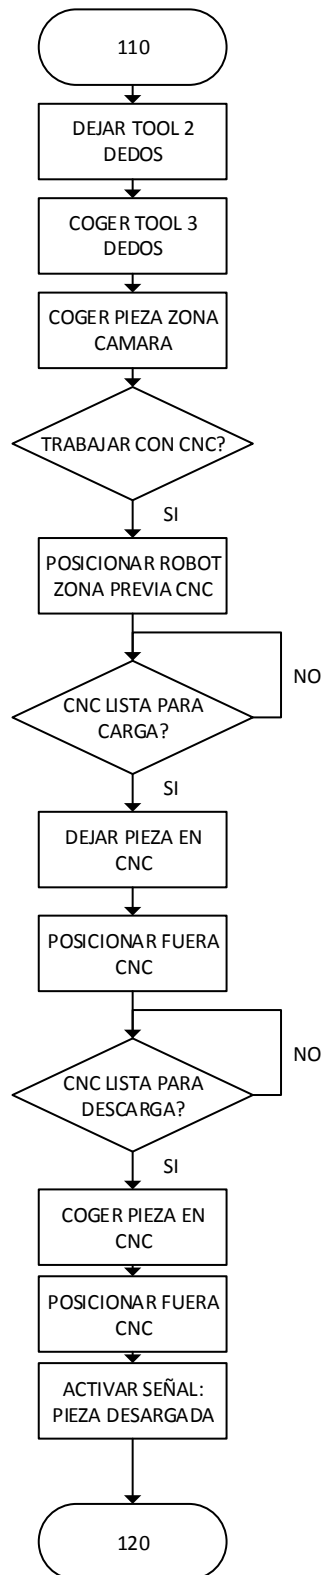 110
DEJAR TOOL 2
DEDOS
COGER TOOL 3
DEDOS
COGER PIEZA ZONA
CAMARA
TRABAJAR CON CNC?
SI
POSICIONAR ROBOT
ZONA PREVIA CNC
NO
CNC LISTA PARA
CARGA?
SI
DEJAR PIEZA EN
CNC
POSICIONAR FUERA
CNC
NO
CNC LISTA PARA
DESCARGA?
SI
COGER PIEZA EN
CNC
POSICIONAR FUERA
CNC
ACTIVAR SEÑAL:
PIEZA DESARGADA
120